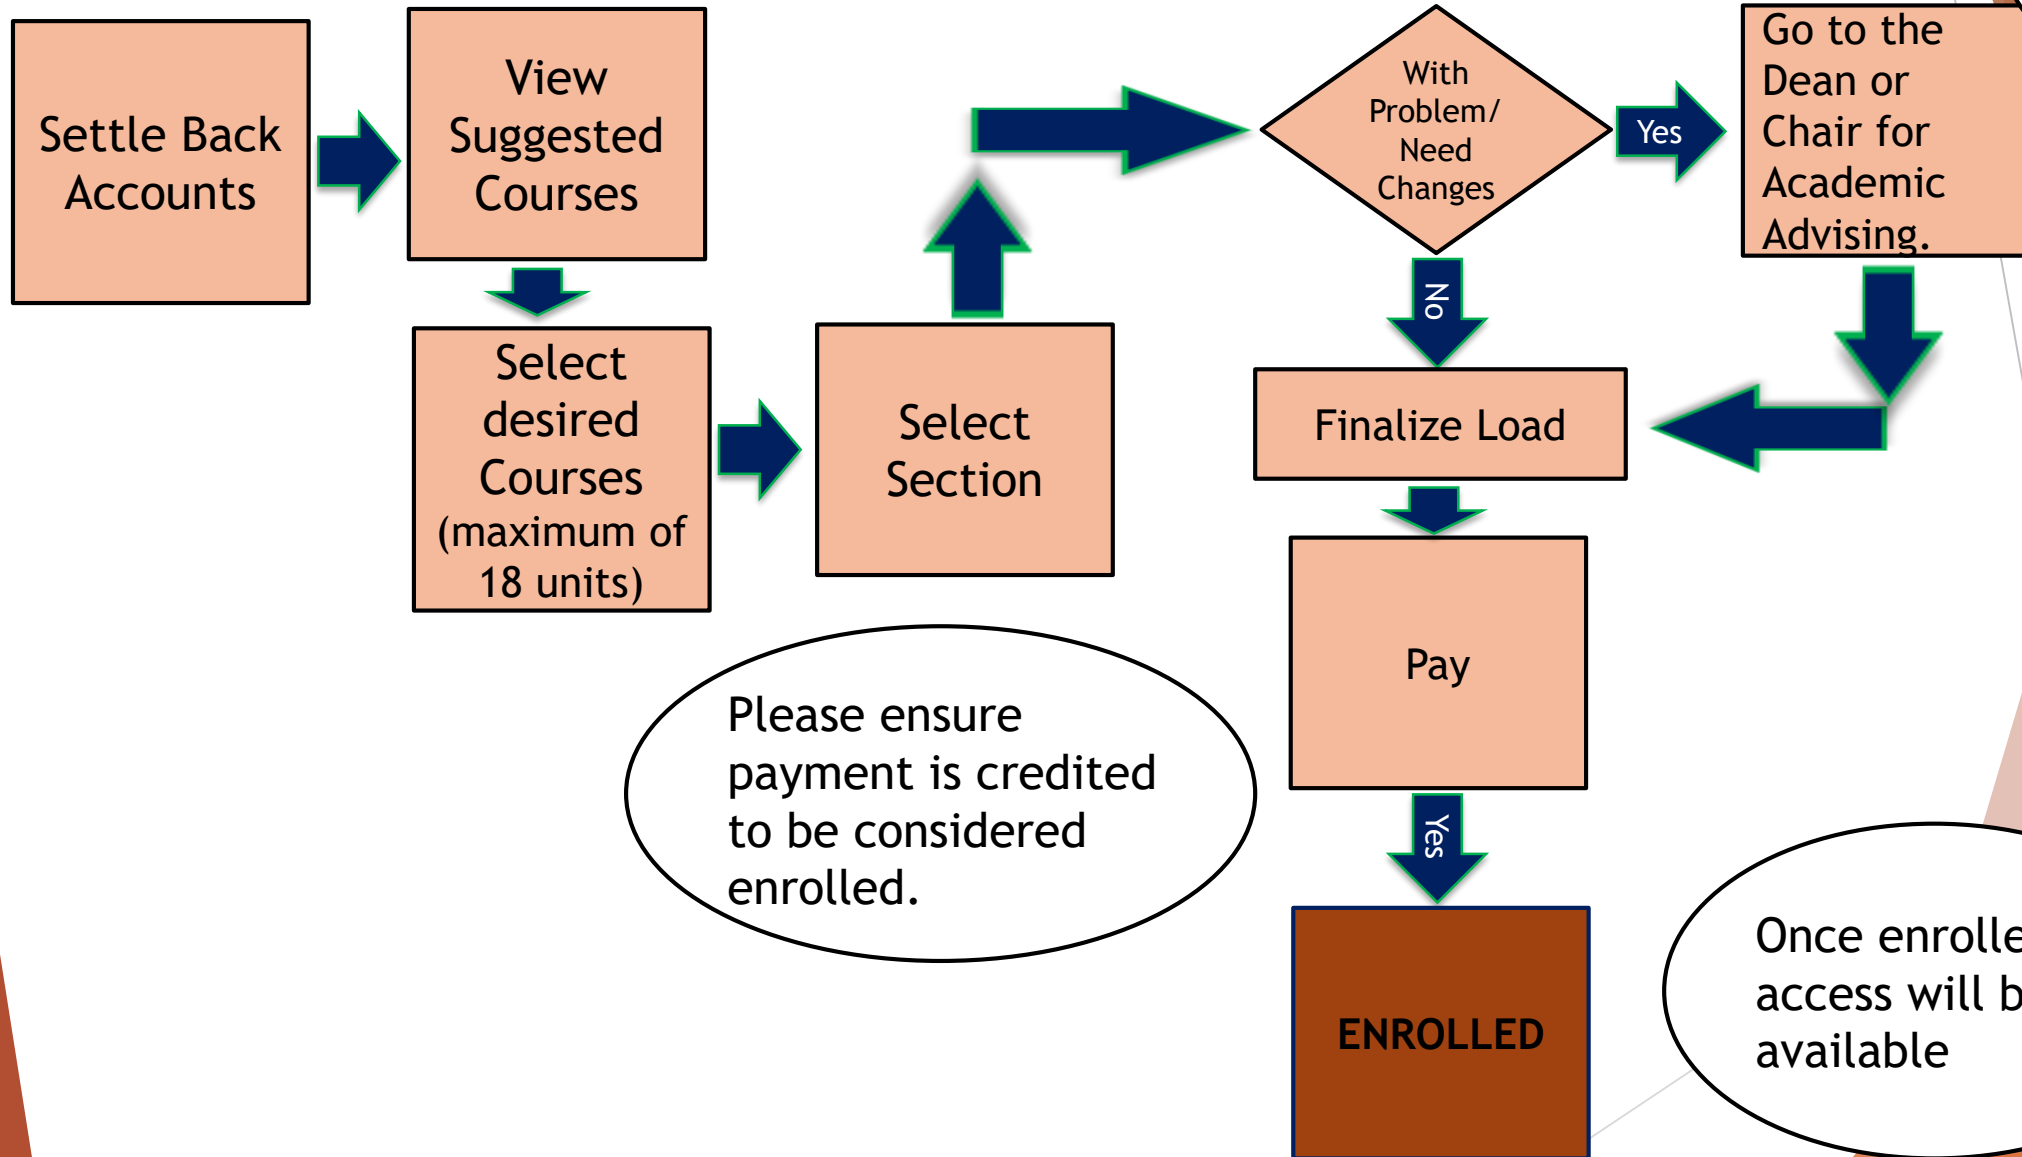 Settle Back
Accounts
View
Suggested
Courses
Select
desired
Courses
(maximum of
18 units)
Select
Section
With
Problem/
Need
Changes
Yes
Go to the
Dean or
Chair for
Academic
Advising.
No
Finalize Load
Pay
Yes
ENROLLED
Please ensure
payment is credited
to be considered
enrolled.
Once
access will
available